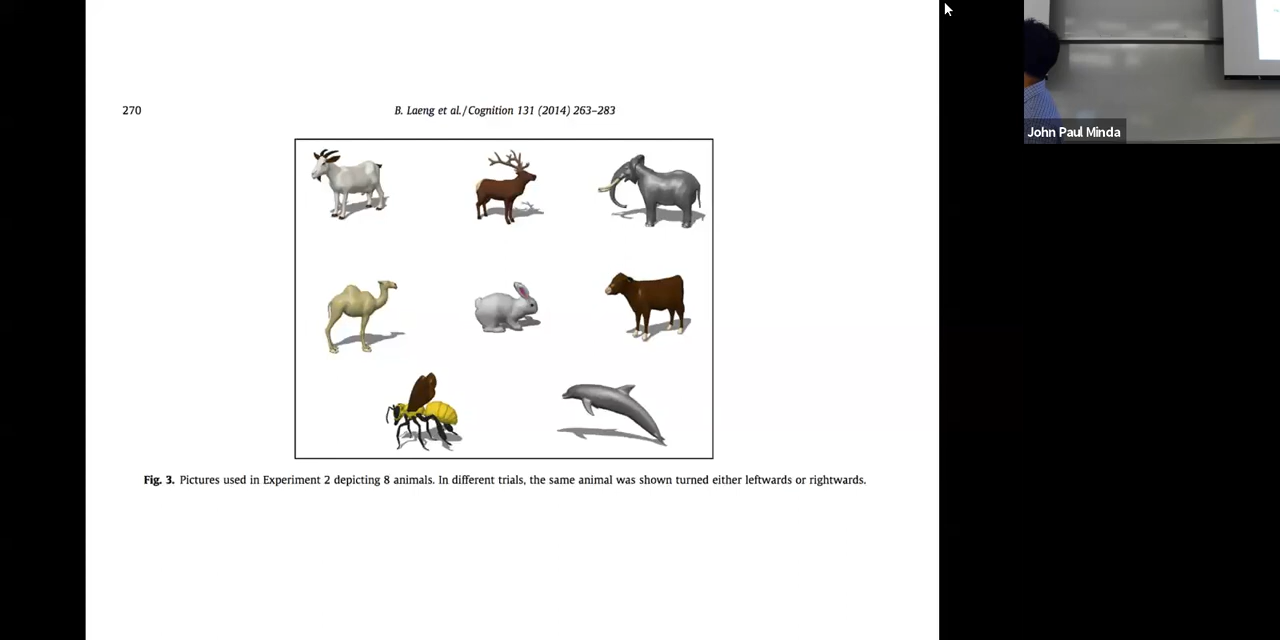 270
B. Laeng et al./Cognition 131 (2014) 263–283
John Paul Minda
Fig. 3. Pictures used in Experiment 2 depicting 8 animals. In different trials, the same animal was shown turned either leftwards or rightwards.